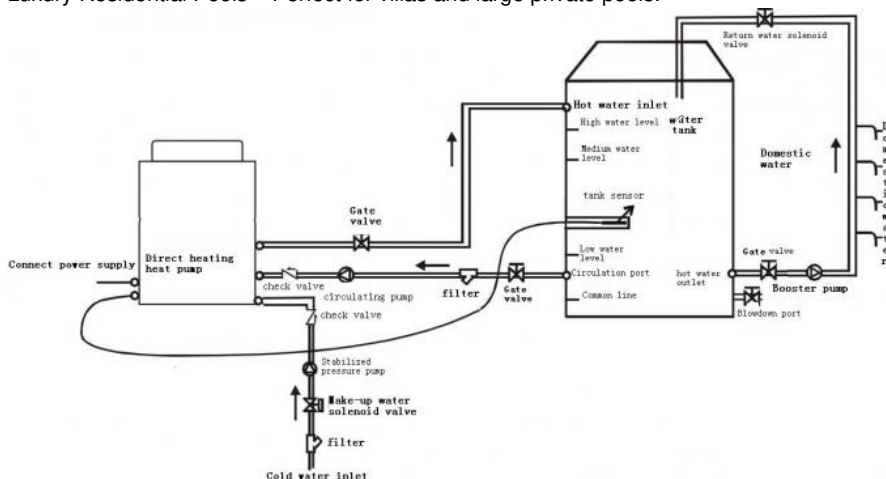 Luxury Residential Pools – Perfect for villas and large private pools.
Return water solenoid
valve
Hot water inlet
water
tank
High water level
Medium water
level
Domestic
water
tank sensor
Gate
valve
Direct heating
heat pump
Connect power supply
Low water
level
Circulation port
check valve
circulating pump
filter
Gate
valve
hot water
outlet
Gate valve
Booster pump
Common line
Blowdown port
check valve
Stabilized
pressure pump
Make-up water
solenoid valve
filter
Cold water inlet